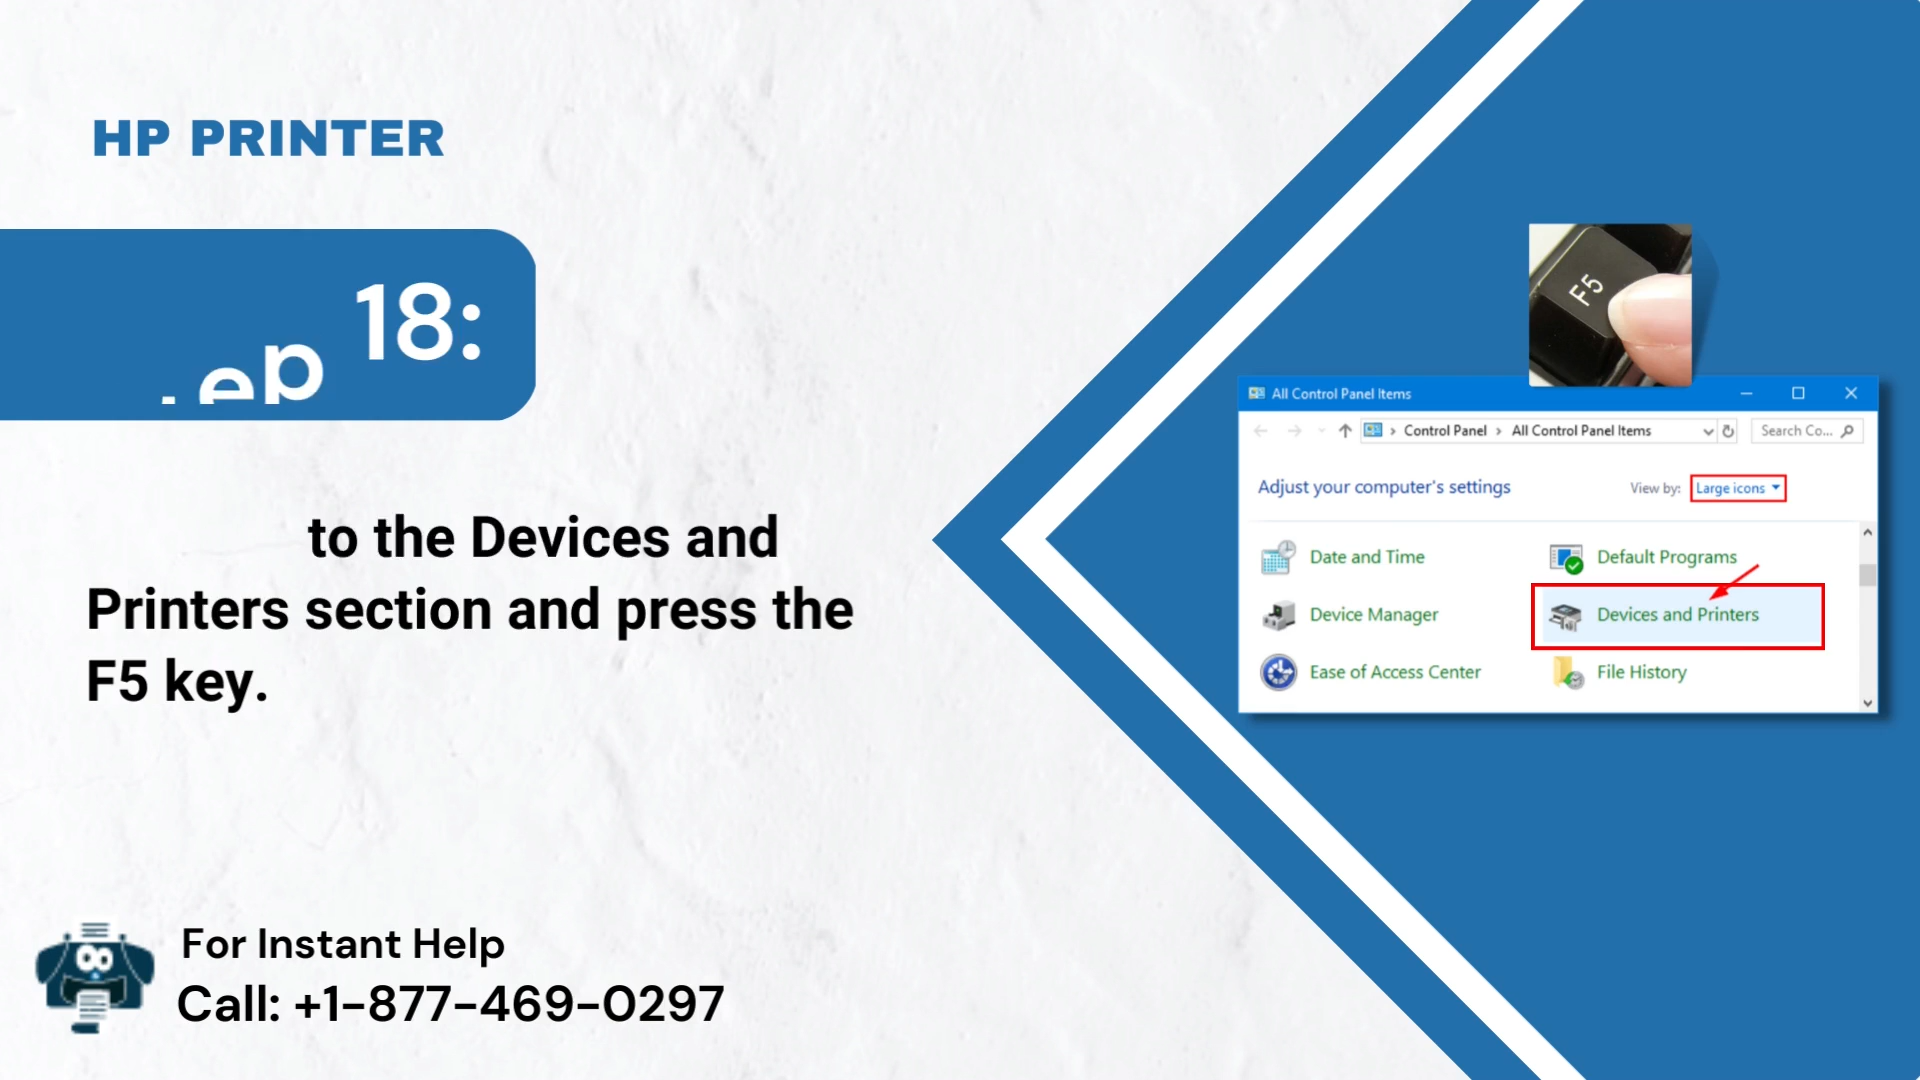 HP PRINTER
18:
to the Devices and
Printers section and press the
F5 key.
For Instant Help
Call: +1-877-469-0297
F5
All Control Panel Items
Control Panel > All Control Panel Items
Search Co...
Adjust your computer's settings
View by: Large icons
Date and Time
Default Programs
Device Manager
Devices and Printers
Ease of Access Center
File History